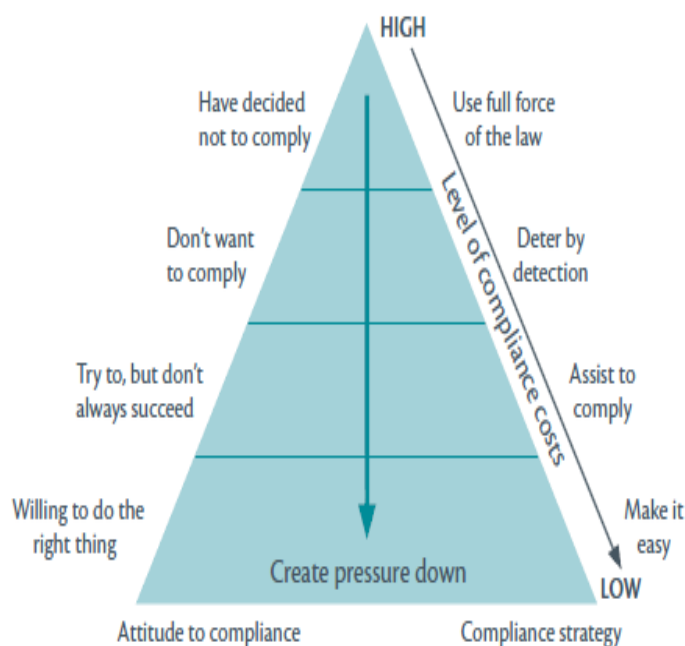 HIGH
Have decided
not to comply
Use full force
of the law
Don't want
to comply
Deter by
detection
Level of compliance costs
Try to, but don't
always succeed
Assist to
comply
Willing to do the
right thing
Make it
easy
Create pressure down
LOW
Attitude to compliance
Compliance strategy